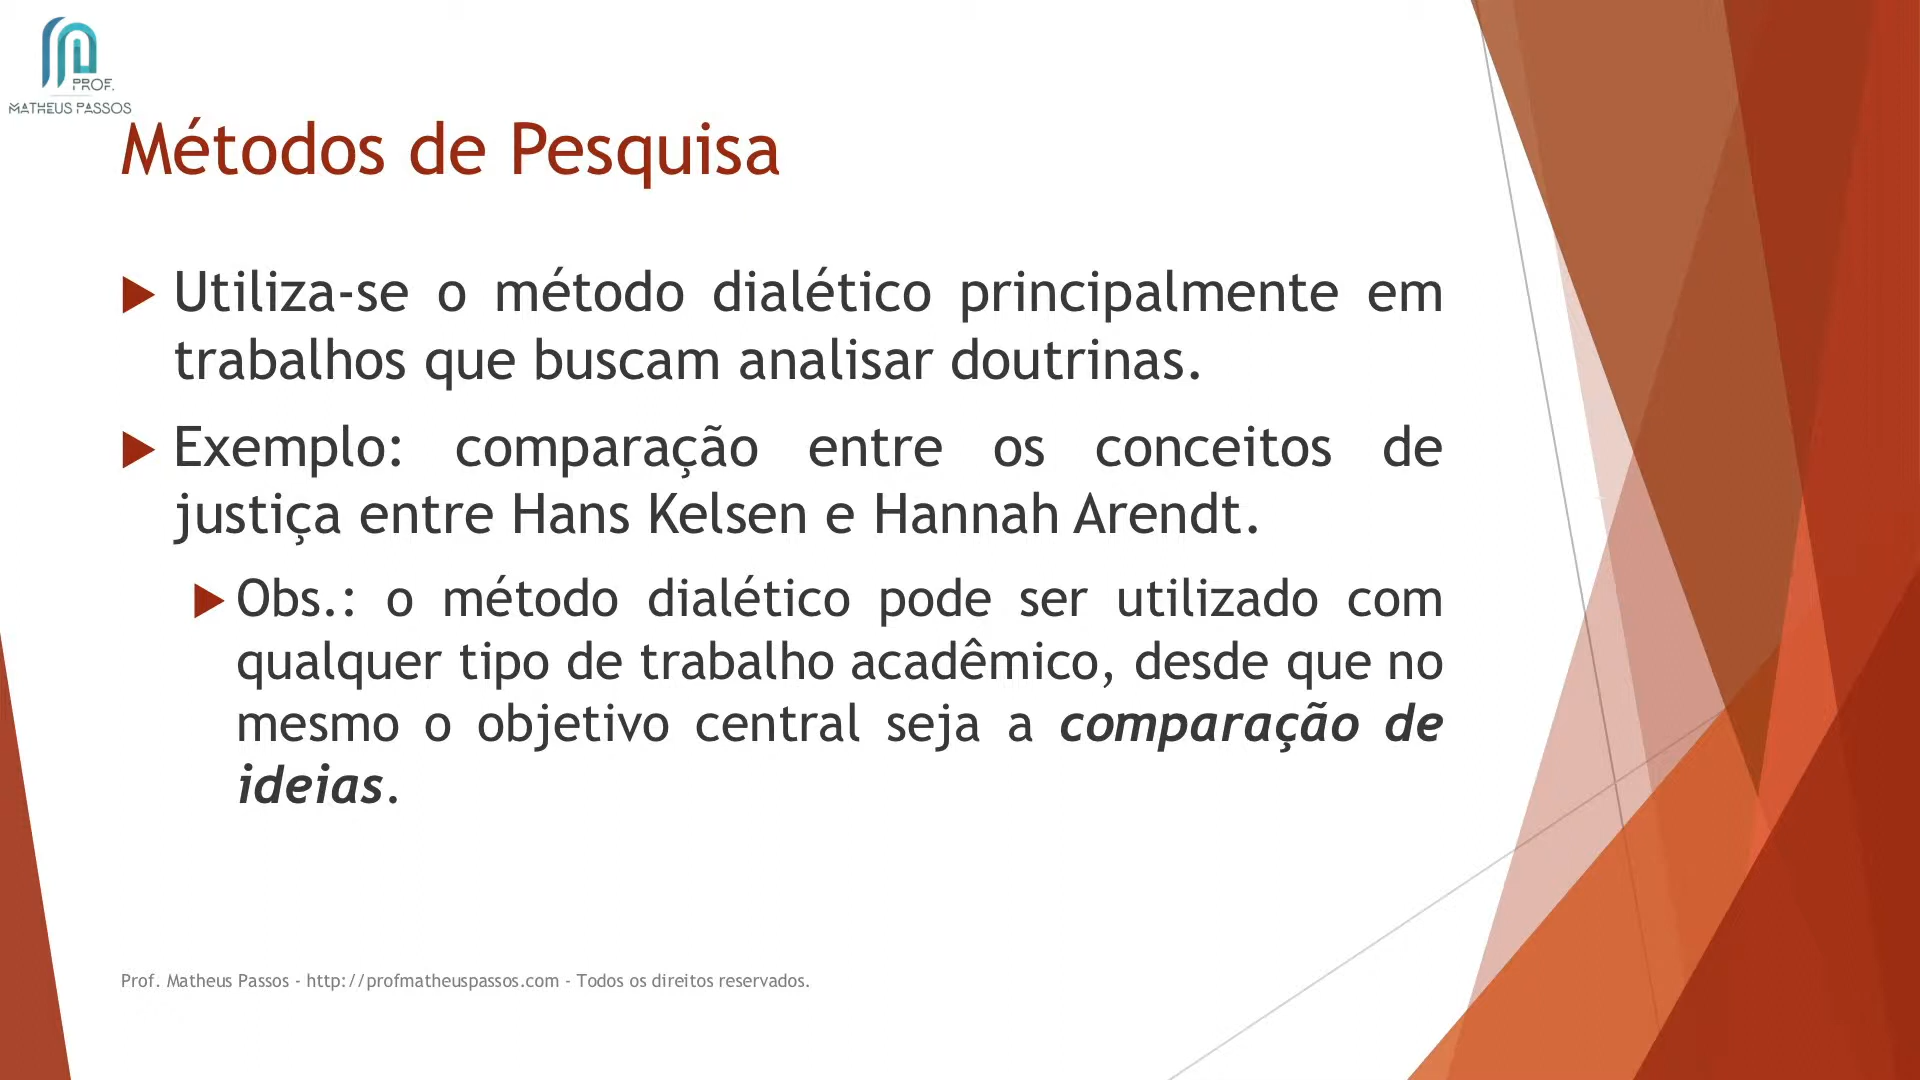 PROF.
MATHEUS PASSOS
Métodos de Pesquisa
Utiliza-se o método dialético principalmente em
trabalhos que buscam analisar doutrinas.
Exemplo: comparação entre os conceitos de
justiça entre Hans Kelsen e Hannah Arendt.
Obs.: o método dialético pode ser utilizado com
qualquer tipo de trabalho acadêmico, desde que no
mesmo o objetivo central seja a comparação de
ideias.
Prof. Matheus Passos - http://profmatheuspassos.com - Todos os direitos reservados.